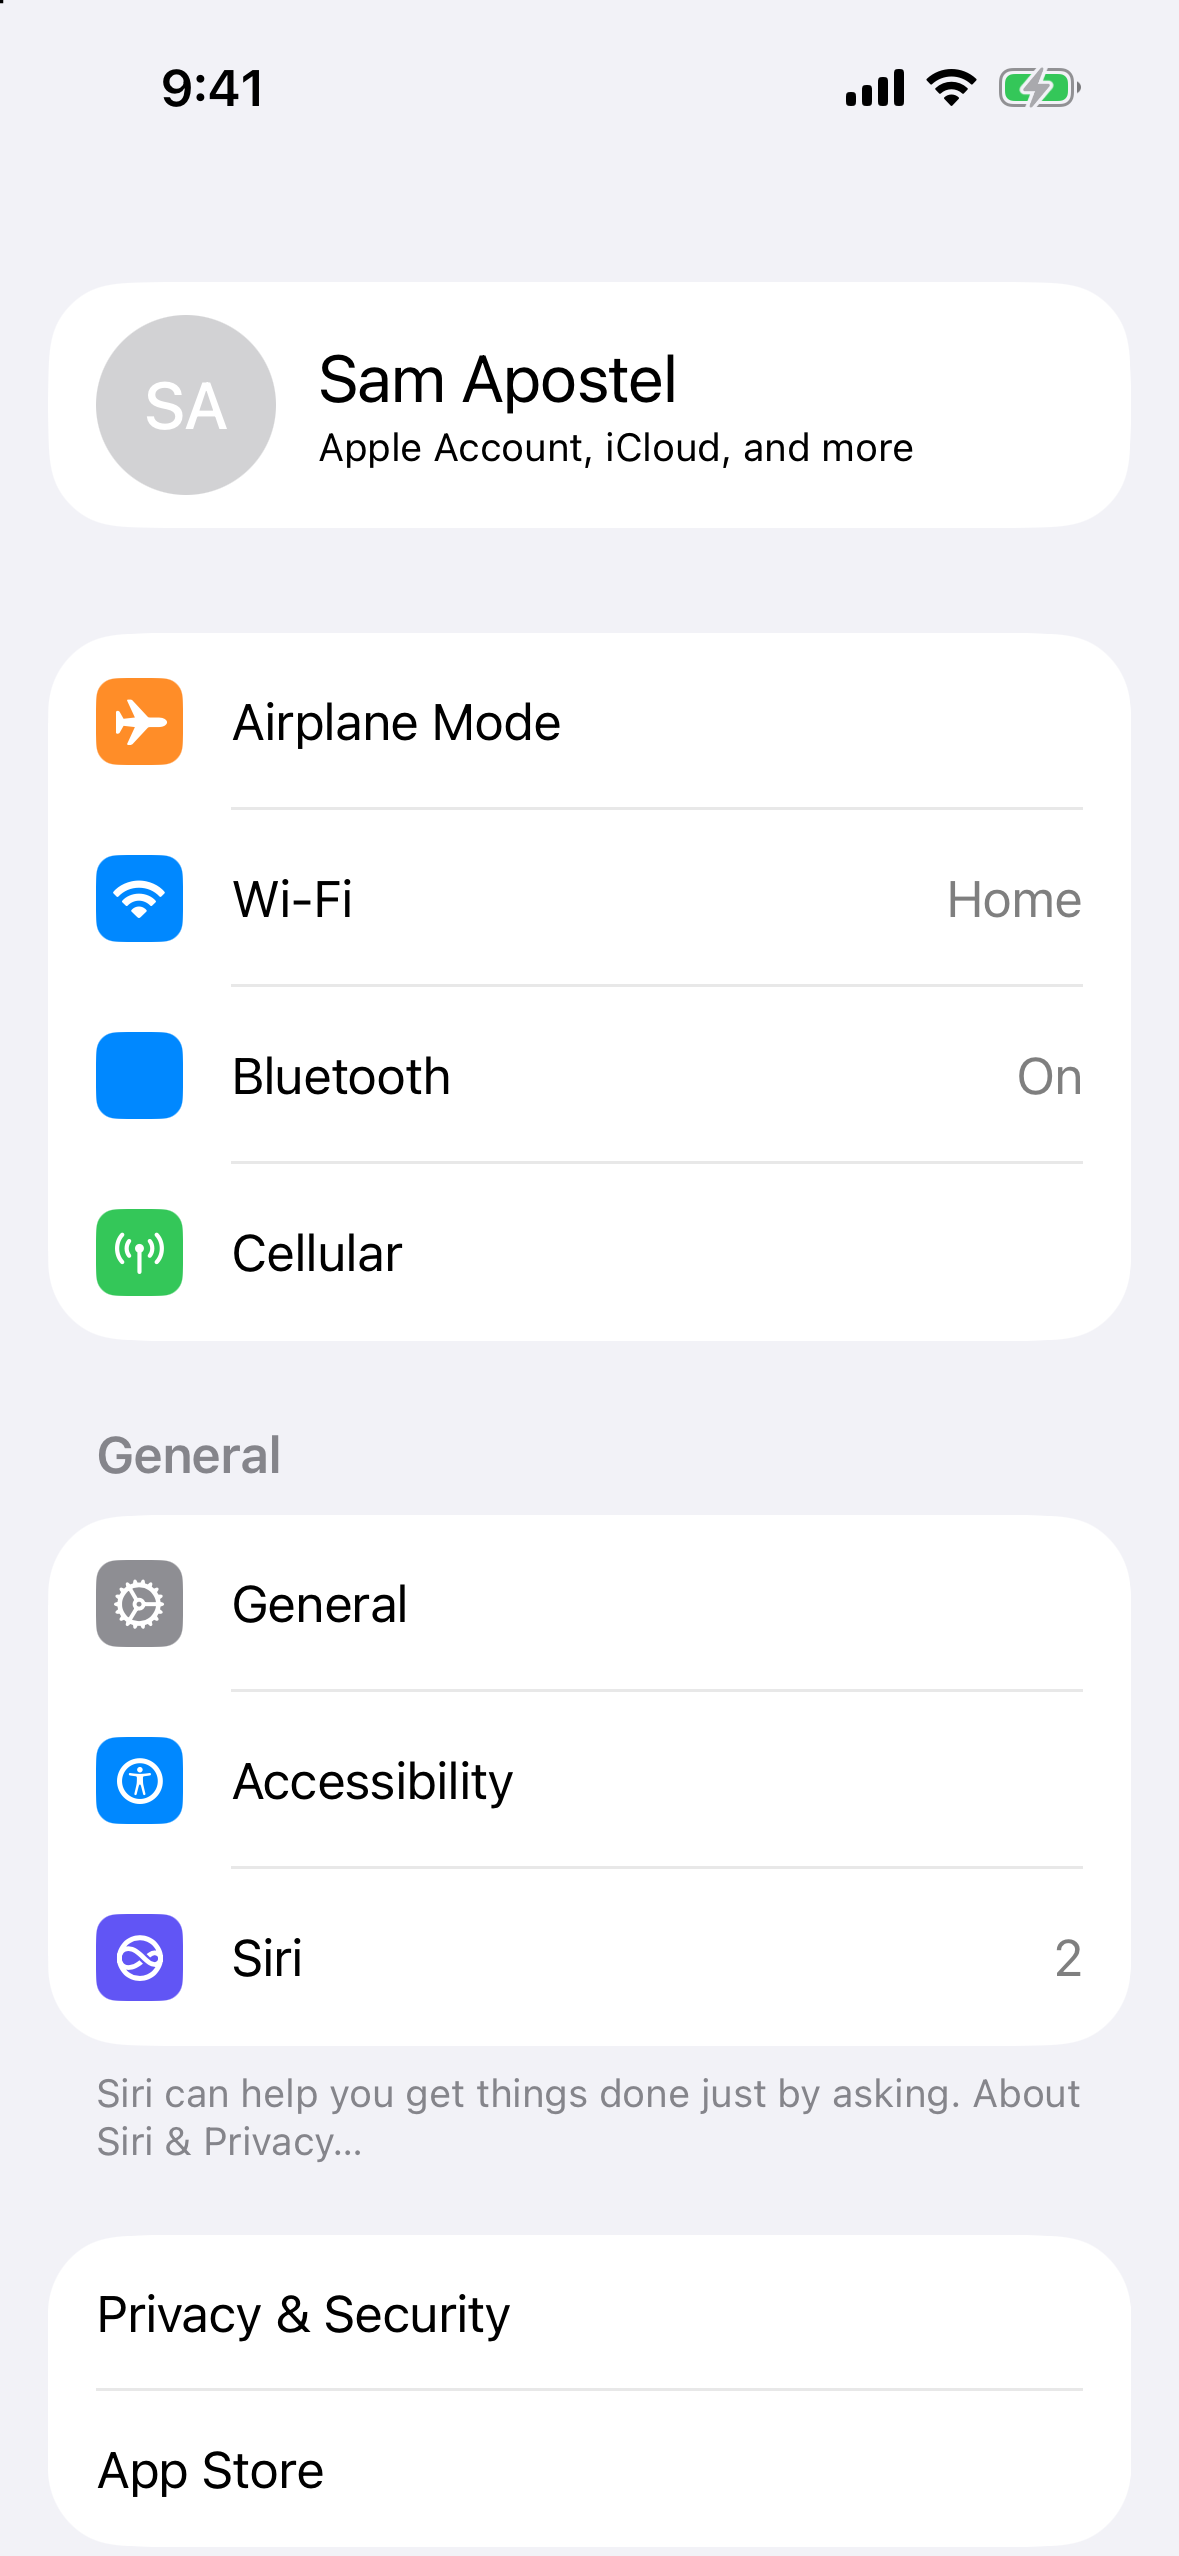 9:41
SA
Sam Apostel
Apple Account, iCloud, and more
Airplane Mode
Wi-Fi
Home
Bluetooth
On
Cellular
General
General
Accessibility
Siri
2
Siri can help you get things done just by asking. About
Siri & Privacy...
Privacy & Security
App Store